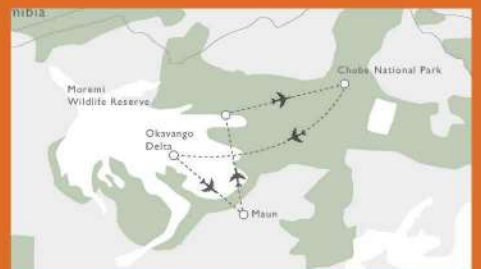 nibia
Chobe National Park
Moremi
Wildlife Reserve
Okavango
Delta
Maun